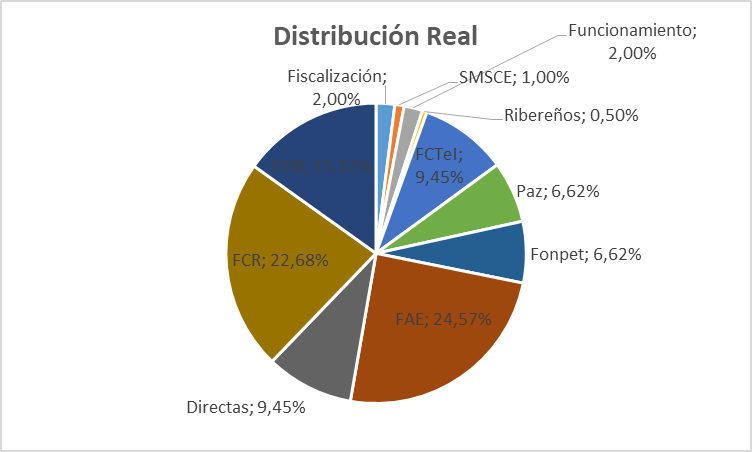 Distribución Real
Fiscalización;
2,00%
SMSCE; 1,00%
Funcionamiento;
2,00%
Ribereños; 0,50%
FCTeI;
9,45%
Paz; 6,62%
Fonpet; 6,62%
FAE; 24,57%
Directas; 9,45%
FCR; 22,68%